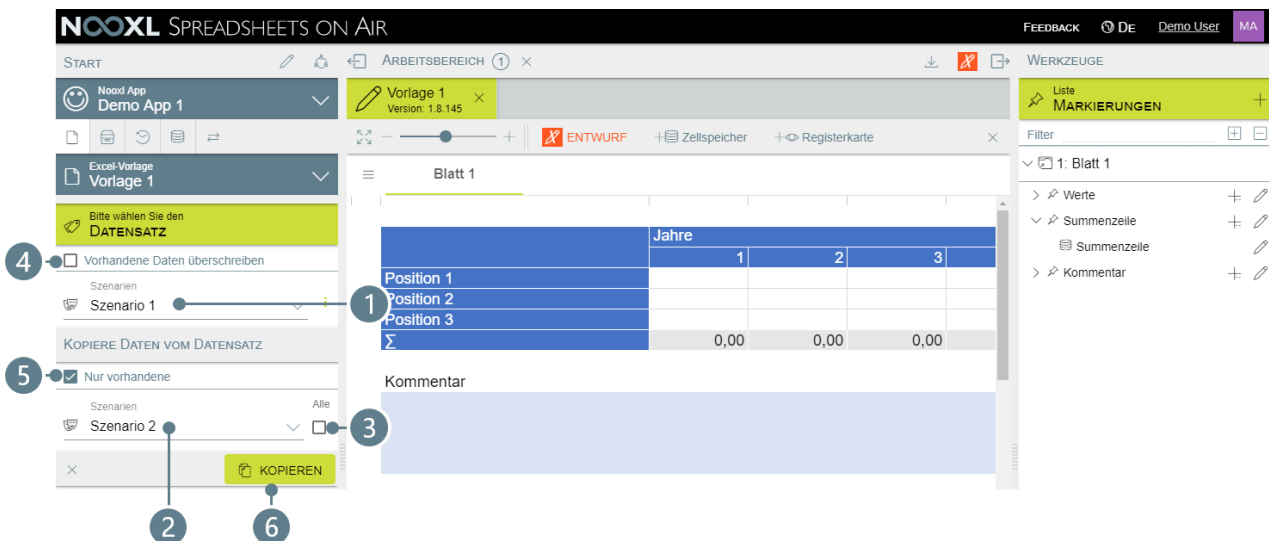 NOOXL SPREADSHEETS ON AIR
FEEDBACK DE Demo User MA
START
ARBEITSBEREICH 1
WERKZEUGE
Nooxl App
Demo App 1
Vorlage 1
Version: 1.8.145
Liste
MARKIERUNGEN
ENTWURF
Zellspeicher
Registerkarte
Filter
Excel-Vorlage
Vorlage 1
Blatt 1
1: Blatt 1
Werte
Summenzeile
Summenzeile
Kommentar
Bitte wählen Sie den
DATENSATZ
4
Vorhandene Daten überschreiben
Szenarien
Szenario 1
1
KOPIERE DATEN VOM DATENSATZ
5
Nur vorhandene
Szenarien
Alle
Szenario 2
3
KOPIEREN
2
6
Jahre
1 2 3
Position 1
Position 2
Position 3
Σ 0,00 0,00 0,00
Kommentar